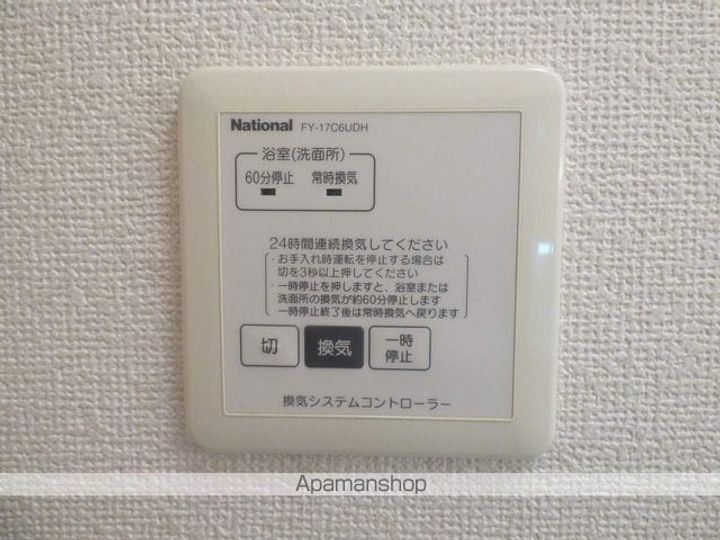 National FY-17C6UDH
浴室(洗面所)
60分停止 常時換気
24時間連続換気してください
・お手入れ時運転を停止する場合は
切を3秒以上押してください
・一時停止を押しますと、浴室または
洗面所の換気が約60分停止します
一時停止終了後は常時換気へ戻ります
切 換気 一時
停止
換気システムコントローラー
Apamanshop